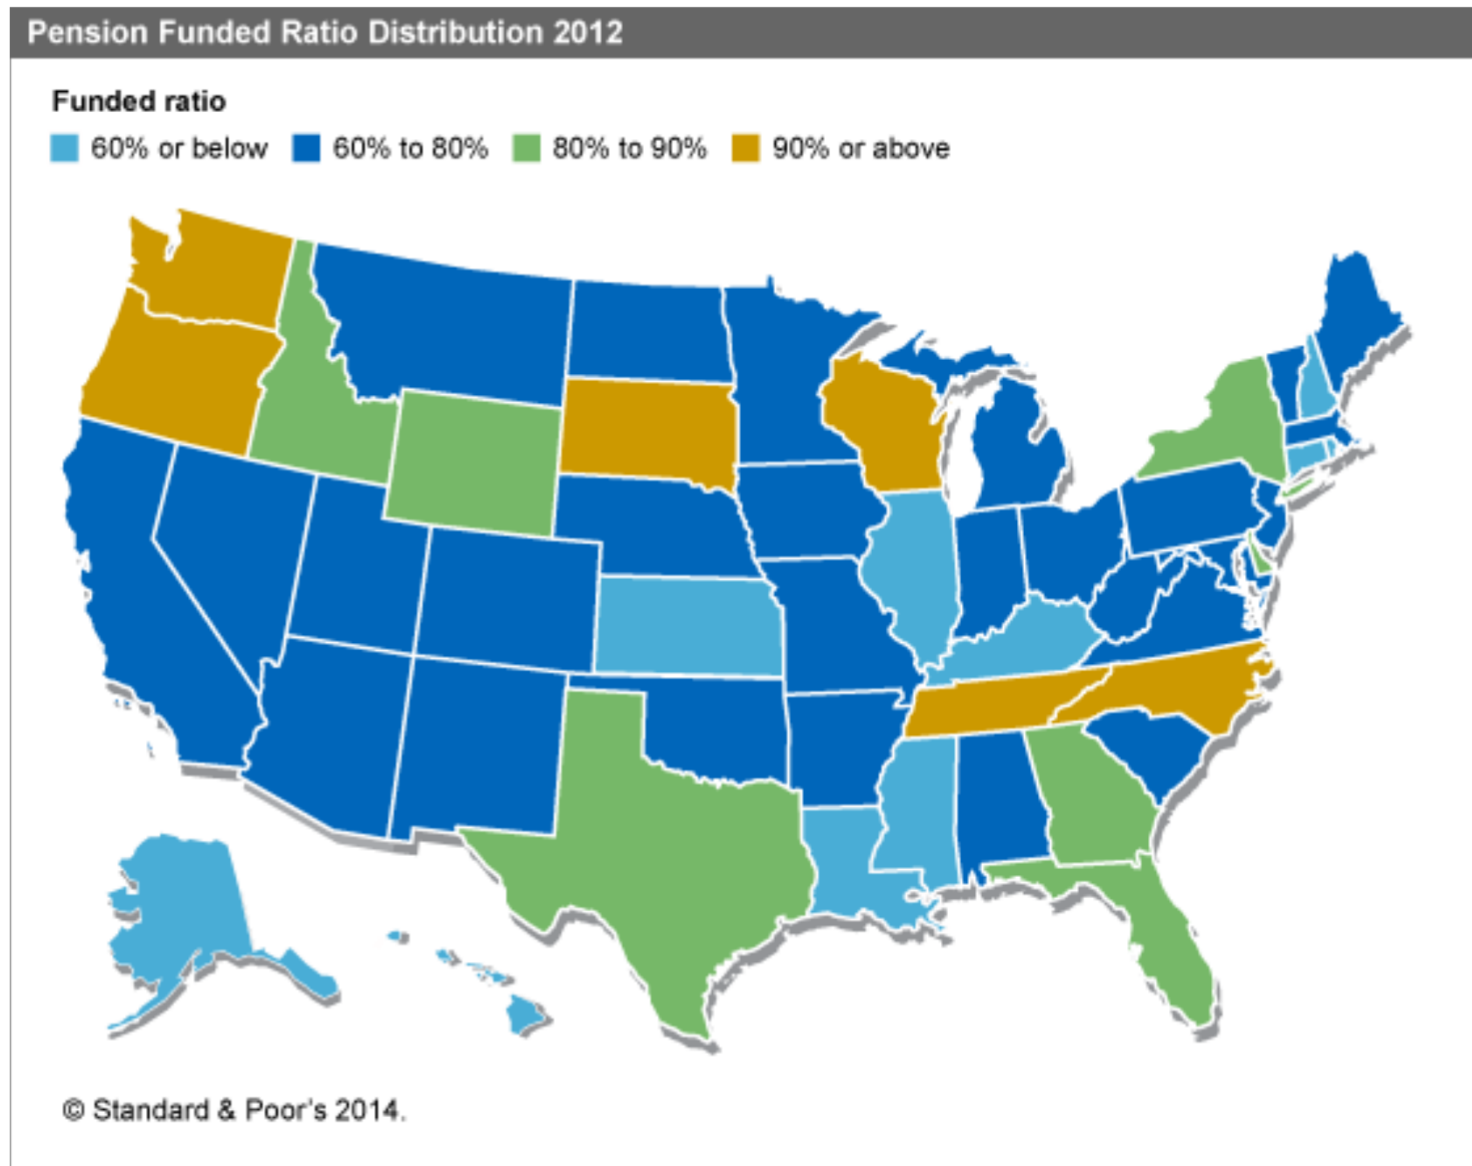 Pension Funded Ratio Distribution 2012
Funded ratio
60% or below 60% to 80% 80% to 90% 90% or above
© Standard & Poor's 2014.